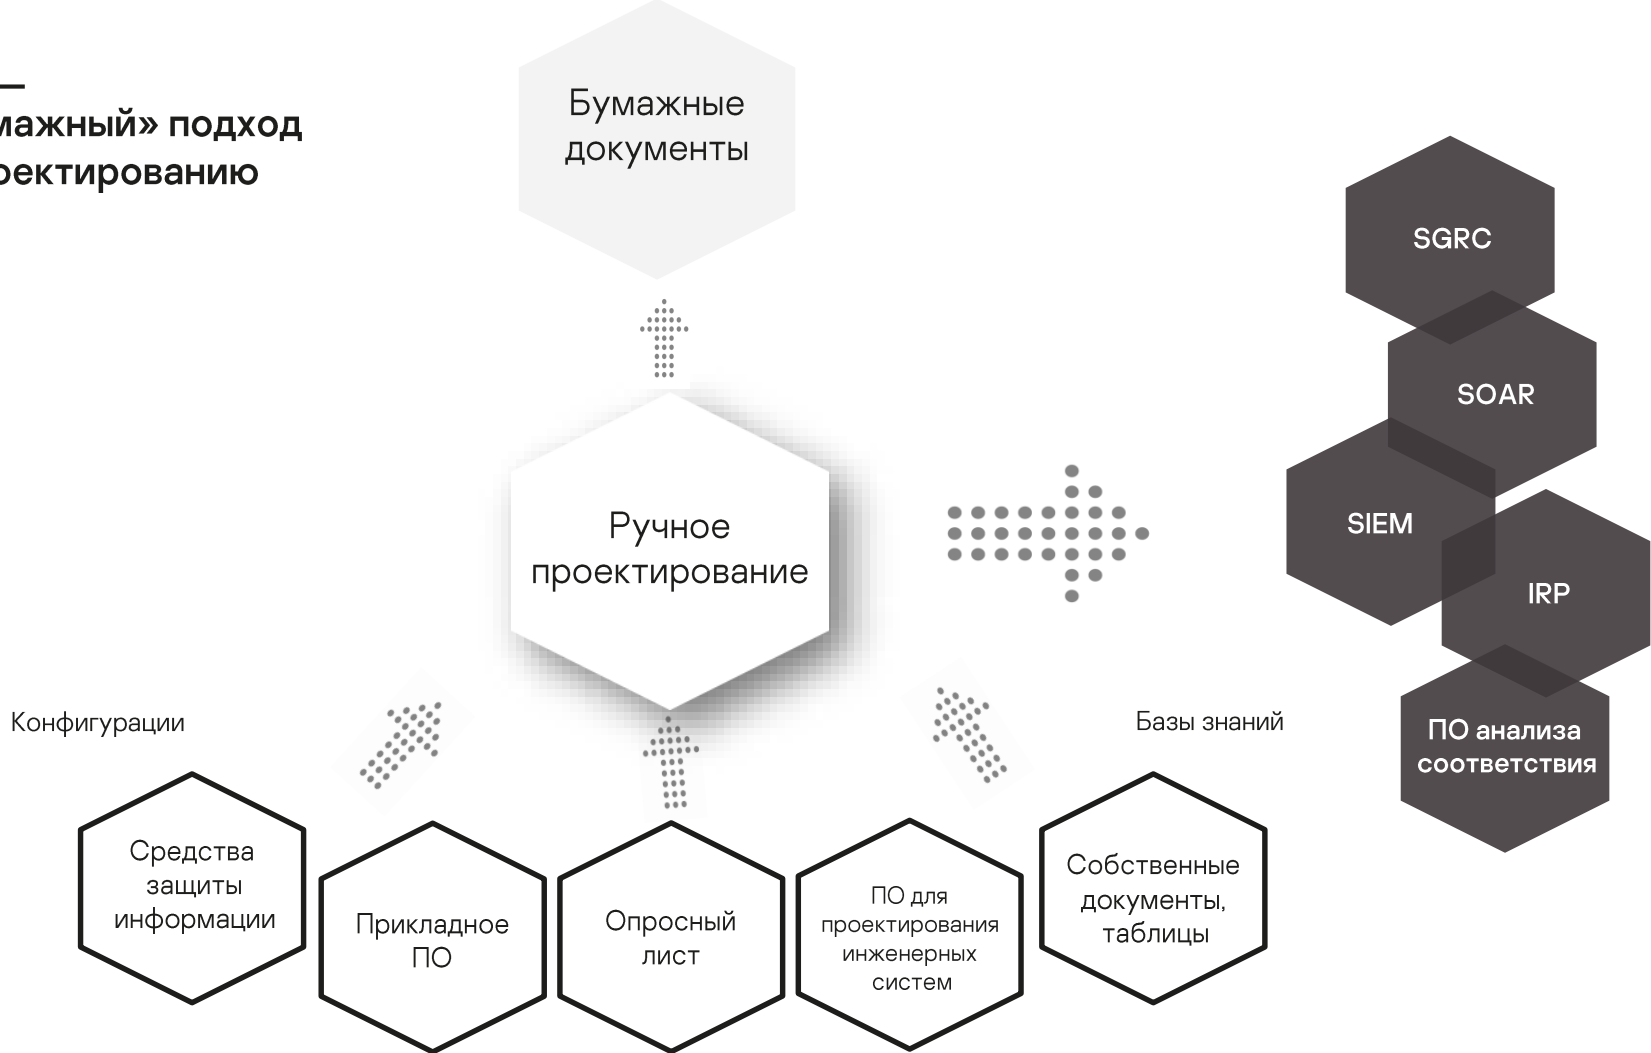 мажный» подход
оектированию
Бумажные
документы
SGRC
SOAR
SIEM
IRP
ПО анализа
соответствия
Ручное
проектирование
Конфигурации
Базы знаний
Средства
защиты
информации
Прикладное
ПО
Опросный
лист
ПО для
проектирования
инженерных
систем
Собственные
документы,
таблицы